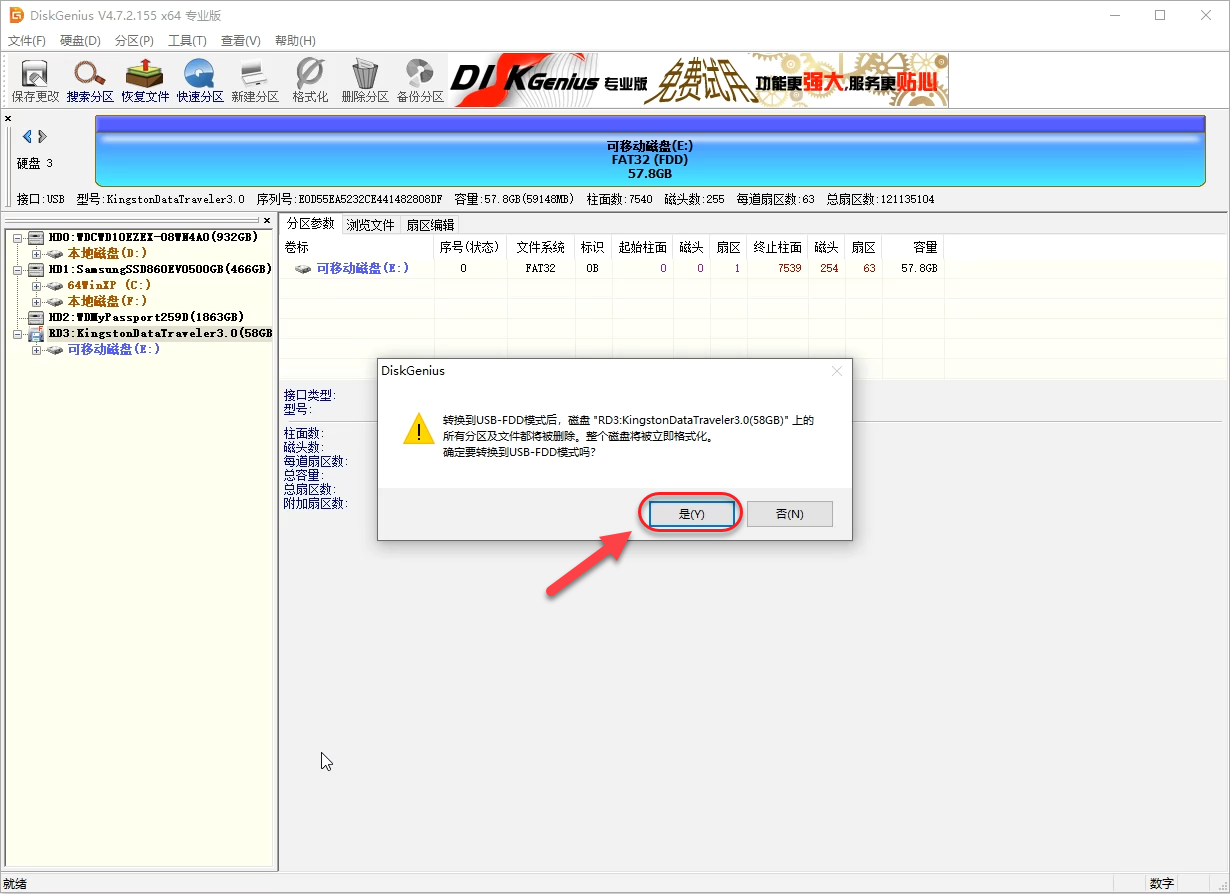 DiskGenius V4.7.2.155 x64 专业版
文件(F) 硬盘(D) 分区(P) 工具(T) 查看(V) 帮助(H)
保存更改 搜索分区 恢复文件 快速分区 新建分区 格式化 删除分区 备份分区
DISKGenius 专业版 免费试用 功能更强大,服务更贴心
硬盘 3
可移动磁盘(E:)
FAT32 (FDD)
57.8GB
接口:USB 型号:KingstonDataTraveler3.0 序列号:E0D55EA5232CE441482808DF 容量:57.8GB(59148MB) 柱面数:7540 磁头数:255 每道扇区数:63 总扇区数:121135104
HD0:WDCWD10EZEX-08WN4A0(932GB)
本地磁盘(D:)
HD1:SamsungSSD860EVO500GB(466GB)
64WinXP (C:)
本地磁盘(F:)
HD2:WDMyPassport259D(1863GB)
RD3:KingstonDataTraveler3.0(58GB
可移动磁盘(E:)
分区参数 浏览文件 扇区编辑
卷标 序号(状态) 文件系统 标识 起始柱面 磁头 扇区 终止柱面 磁头 扇区 容量
可移动磁盘(E:) 0 FAT32 0B 0 0 1 7539 254 63 57.8GB
接口类型:
型号:
柱面数:
磁头数:
每道扇区数:
总容量:
总扇区数:
附加扇区数:
DiskGenius
转换到USB-FDD模式后，磁盘 "RD3:KingstonDataTraveler3.0(58GB)" 上的
所有分区及文件都将被删除。整个磁盘将被立即格式化。
确定要转换到USB-FDD模式吗?
是(Y) 否(N)
就绪 数字